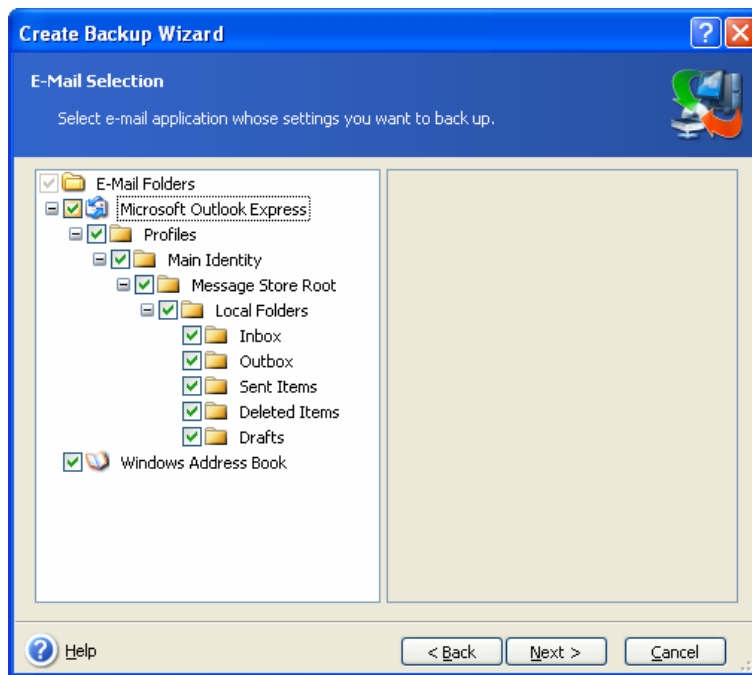 Create Backup Wizard
E-Mail Selection
Select e-mail application whose settings you want to back up.
E-Mail Folders
Microsoft Outlook Express
Profiles
Main Identity
Message Store Root
Local Folders
Inbox
Outbox
Sent Items
Deleted Items
Drafts
Windows Address Book
Help
< Back
Next >
Cancel